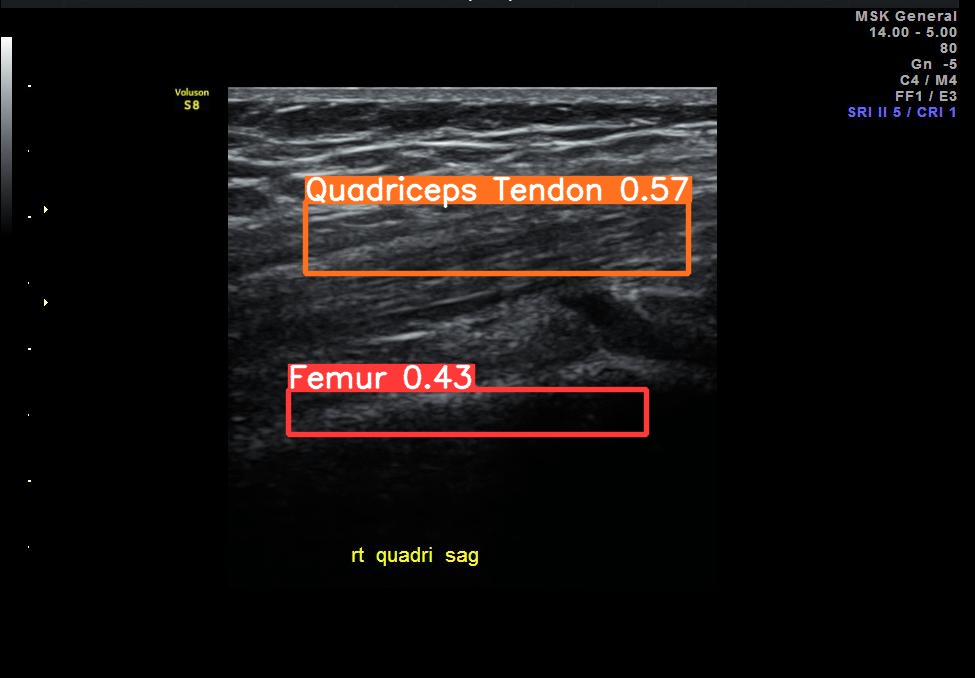 MSK General
14.00 - 5.00
80
Gn -5
C4 / M4
FF1 / E3
SRI II 5 / CRI 1
Voluson
S8
Quadriceps Tendon 0.57
Femur 0.43
rt quadri sag